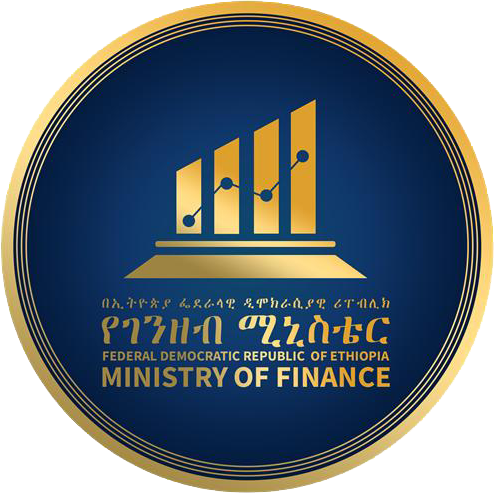 በኢትዮጵያ ፌደራላዊ ዲሞክራሲያዊ ሪፐብሊክ
የገንዘብ ሚኒስቴር
FEDERAL DEMOCRATIC REPUBLIC OF ETHIOPIA
MINISTRY OF FINANCE